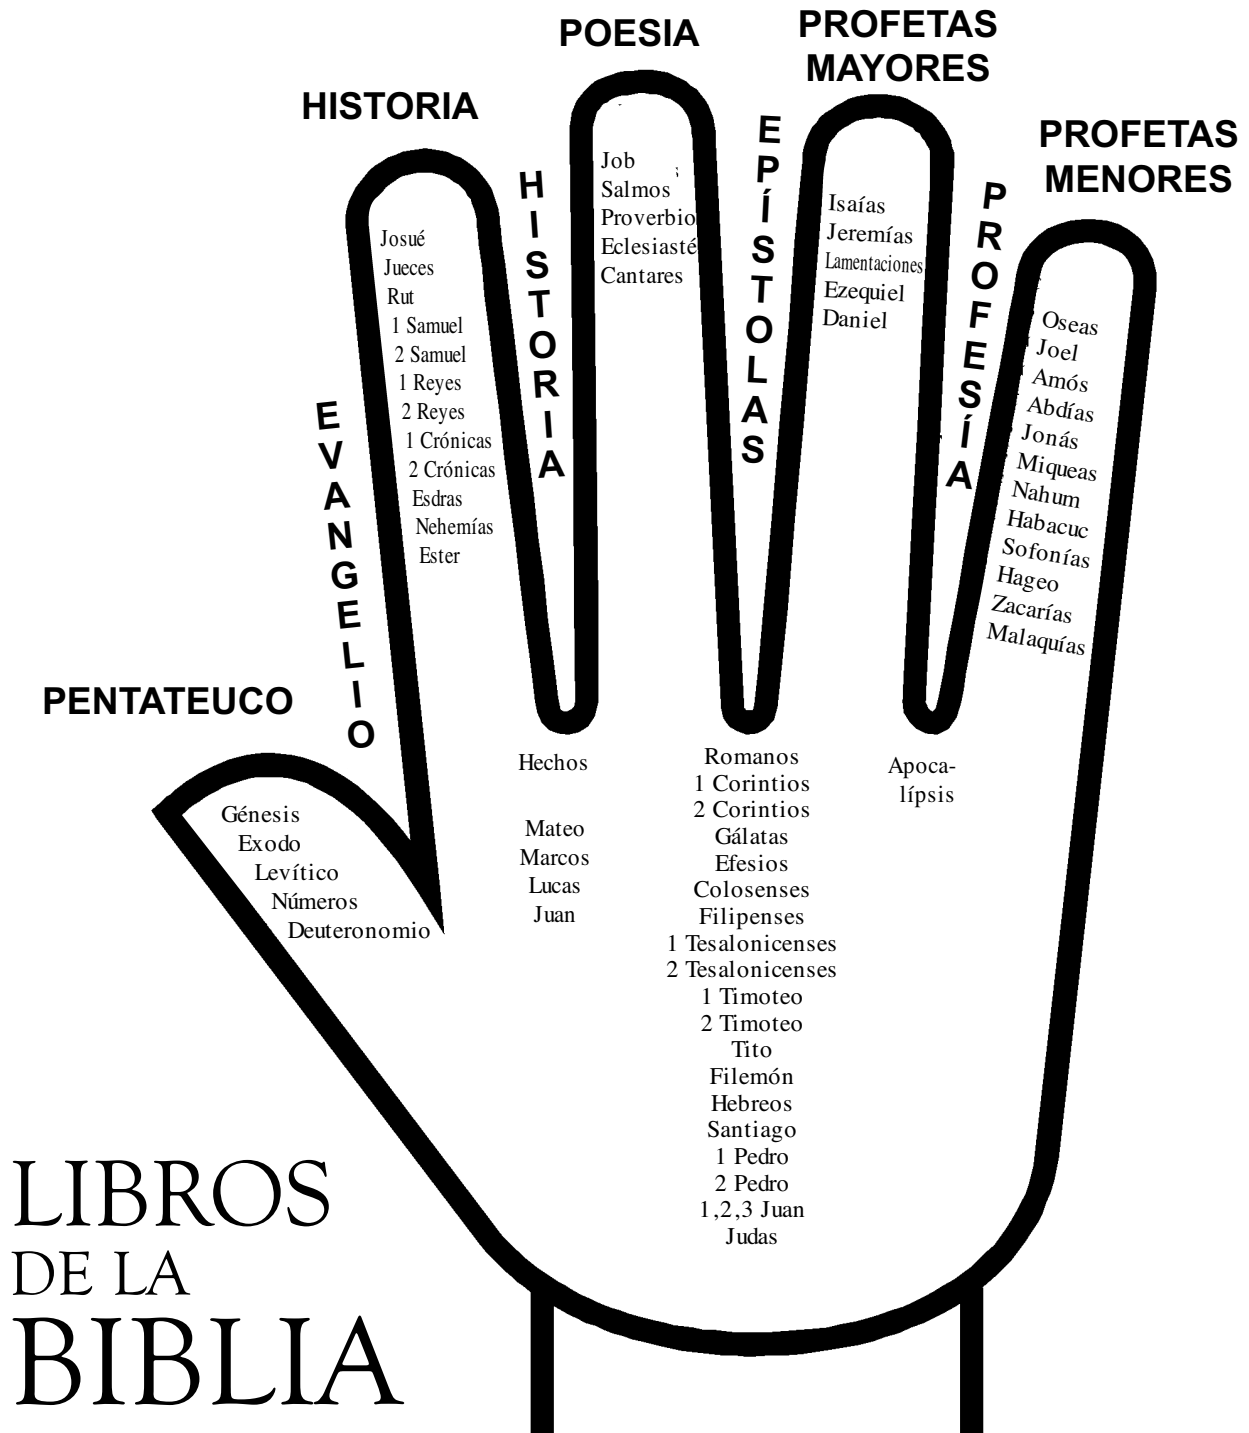 POESIA
PROFETAS
MAYORES
HISTORIA
PROFETAS
MENORES
HISTORIA
EPÍSTOLAS
PROFESÍA
EVANGELIO
PENTATEUCO
Génesis
Exodo
Levítico
Números
Deuteronomio
Josué
Jueces
Rut
1 Samuel
2 Samuel
1 Reyes
2 Reyes
1 Crónicas
2 Crónicas
Esdras
Nehemías
Ester
Job
Salmos
Proverbio
Eclesiasté
Cantares
Isaías
Jeremías
Lamentaciones
Ezequiel
Daniel
Oseas
Joel
Amós
Abdías
Jonás
Miqueas
Nahum
Habacuc
Sofonías
Hageo
Zacarías
Malaquías
Hechos
Mateo
Marcos
Lucas
Juan
Romanos
1 Corintios
2 Corintios
Gálatas
Efesios
Colosenses
Filipenses
1 Tesalonicenses
2 Tesalonicenses
1 Timoteo
2 Timoteo
Tito
Filemón
Hebreos
Santiago
1 Pedro
2 Pedro
1,2,3 Juan
Judas
Apoca-
lípsis
LIBROS
DE LA
BIBLIA